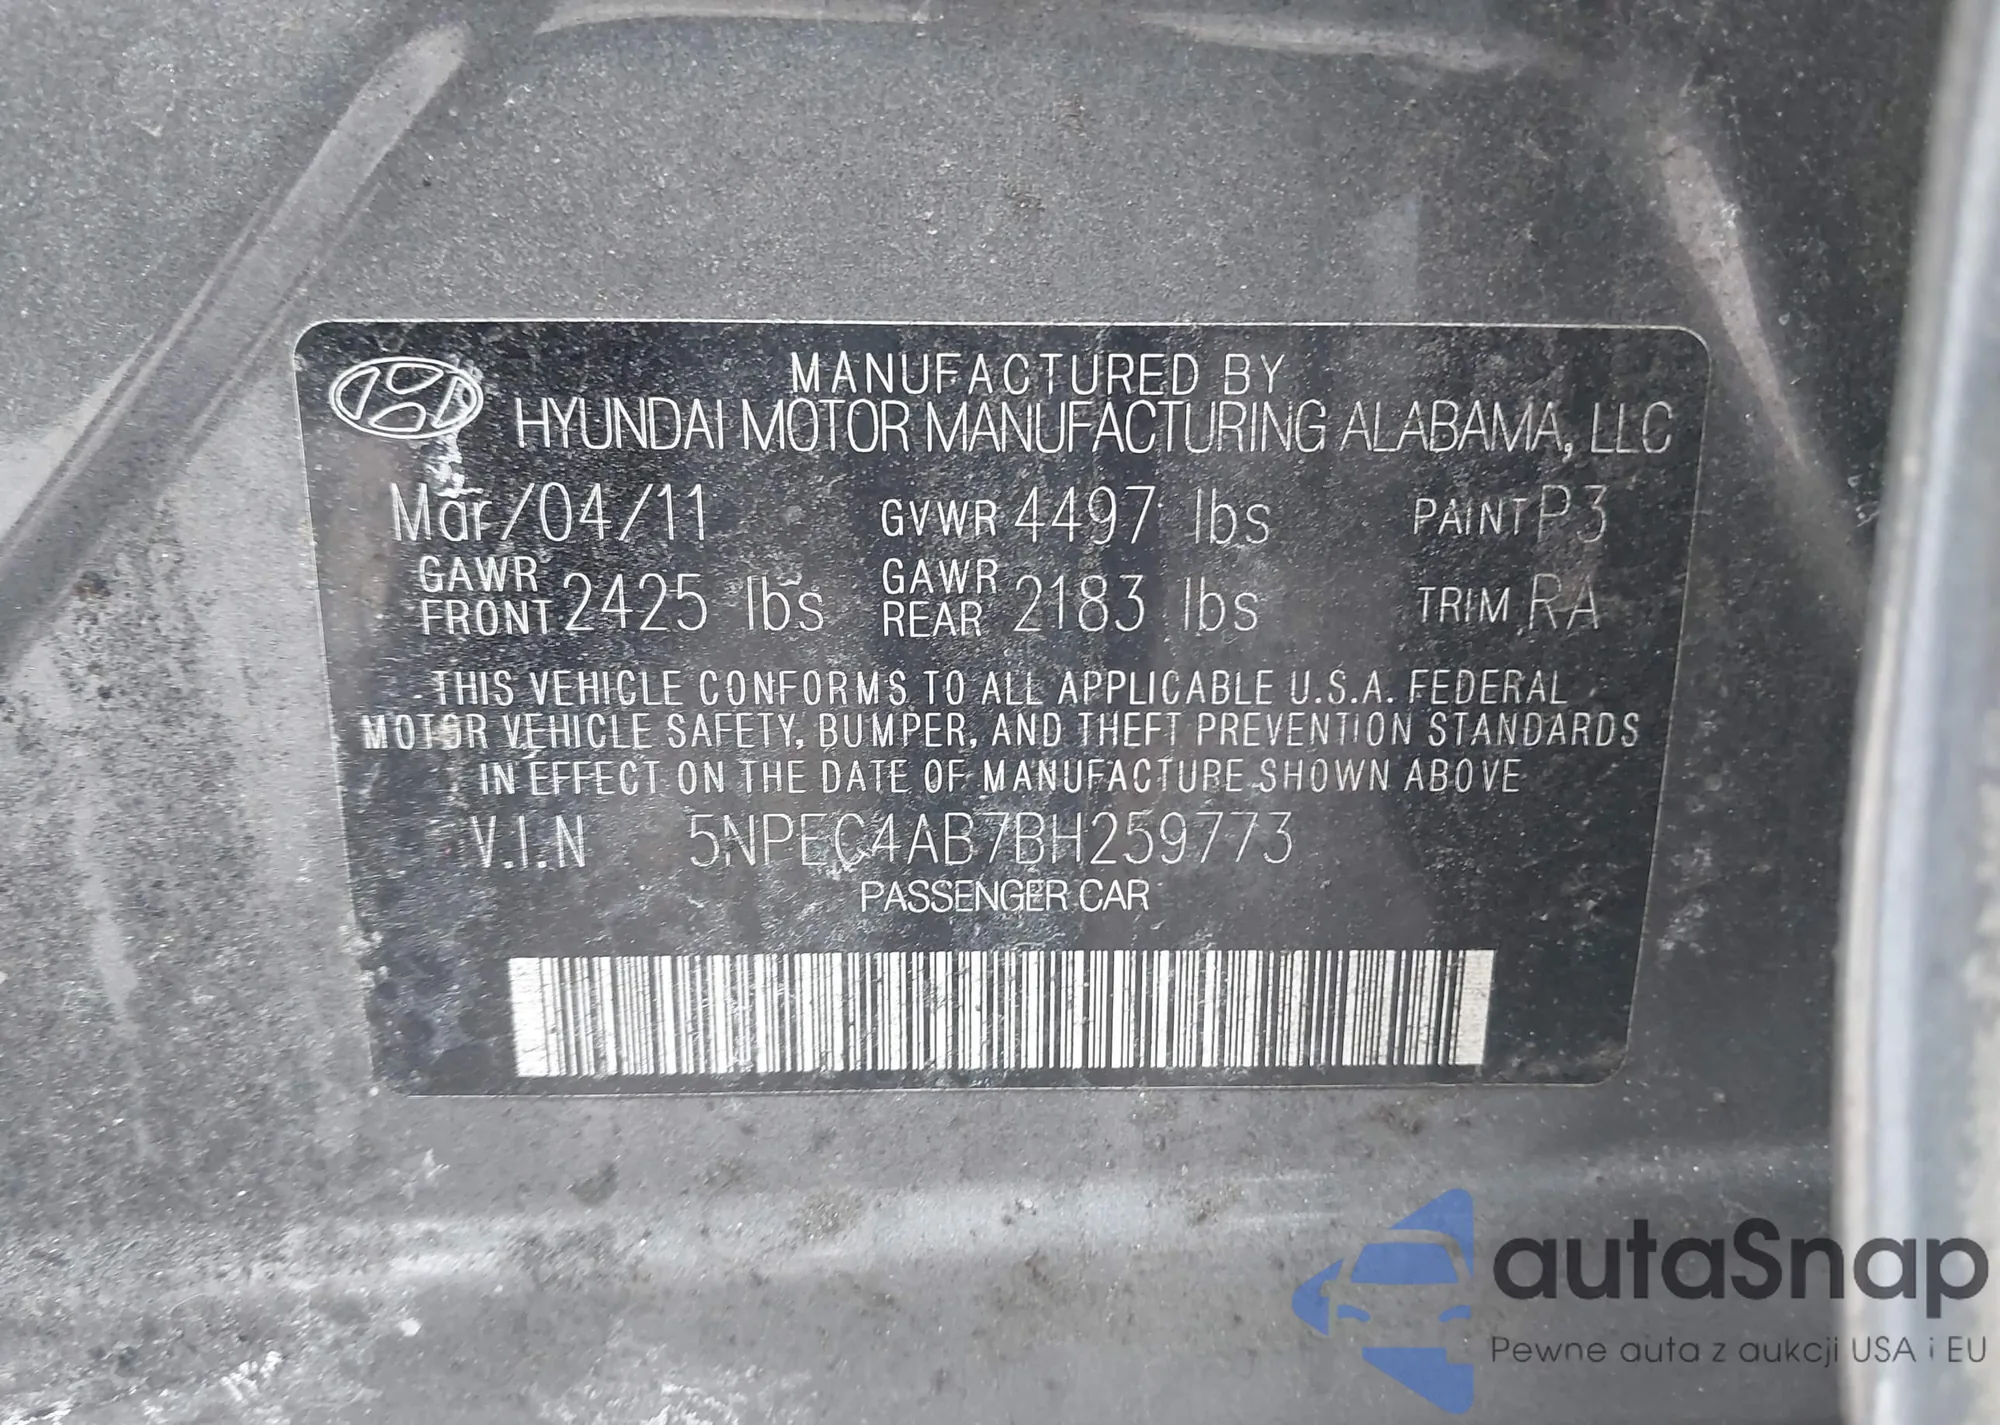 MANUFACTURED BY
HYUNDAI MOTOR MANUFACTURING ALABAMA, LLC
Mar/04/11 GVWR 4497 lbs PAINT P3
GAWR FRONT 2425 lbs GAWR REAR 2183 lbs TRIM RA
THIS VEHICLE CONFORMS TO ALL APPLICABLE U.S.A. FEDERAL
MOTOR VEHICLE SAFETY, BUMPER, AND THEFT PREVENTION STANDARDS
IN EFFECT ON THE DATE OF MANUFACTURE SHOWN ABOVE
V.I.N 5NPEC4AB7BH259773
PASSENGER CAR
autaSnap
Pewne auta z aukcji USA i EU